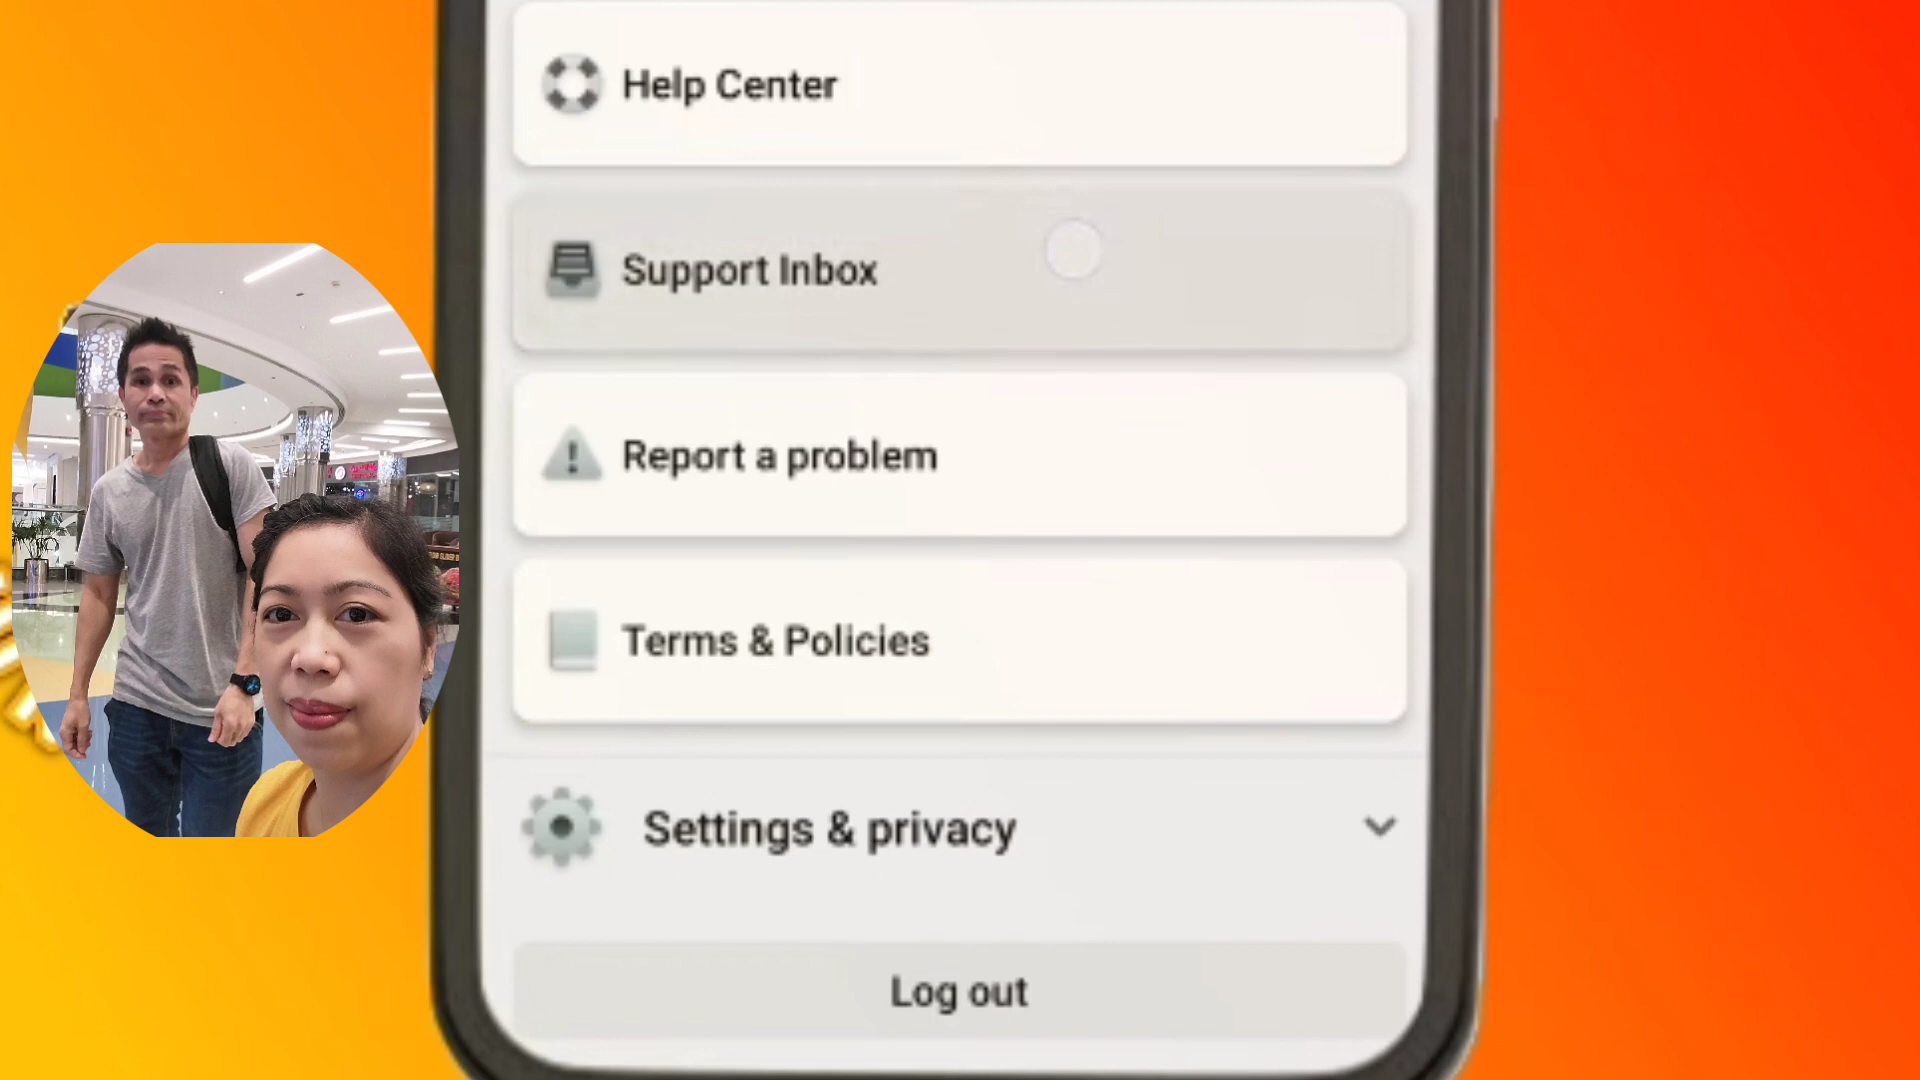 Help Center
Support Inbox
Report a problem
Terms & Policies
Settings & privacy
Log out